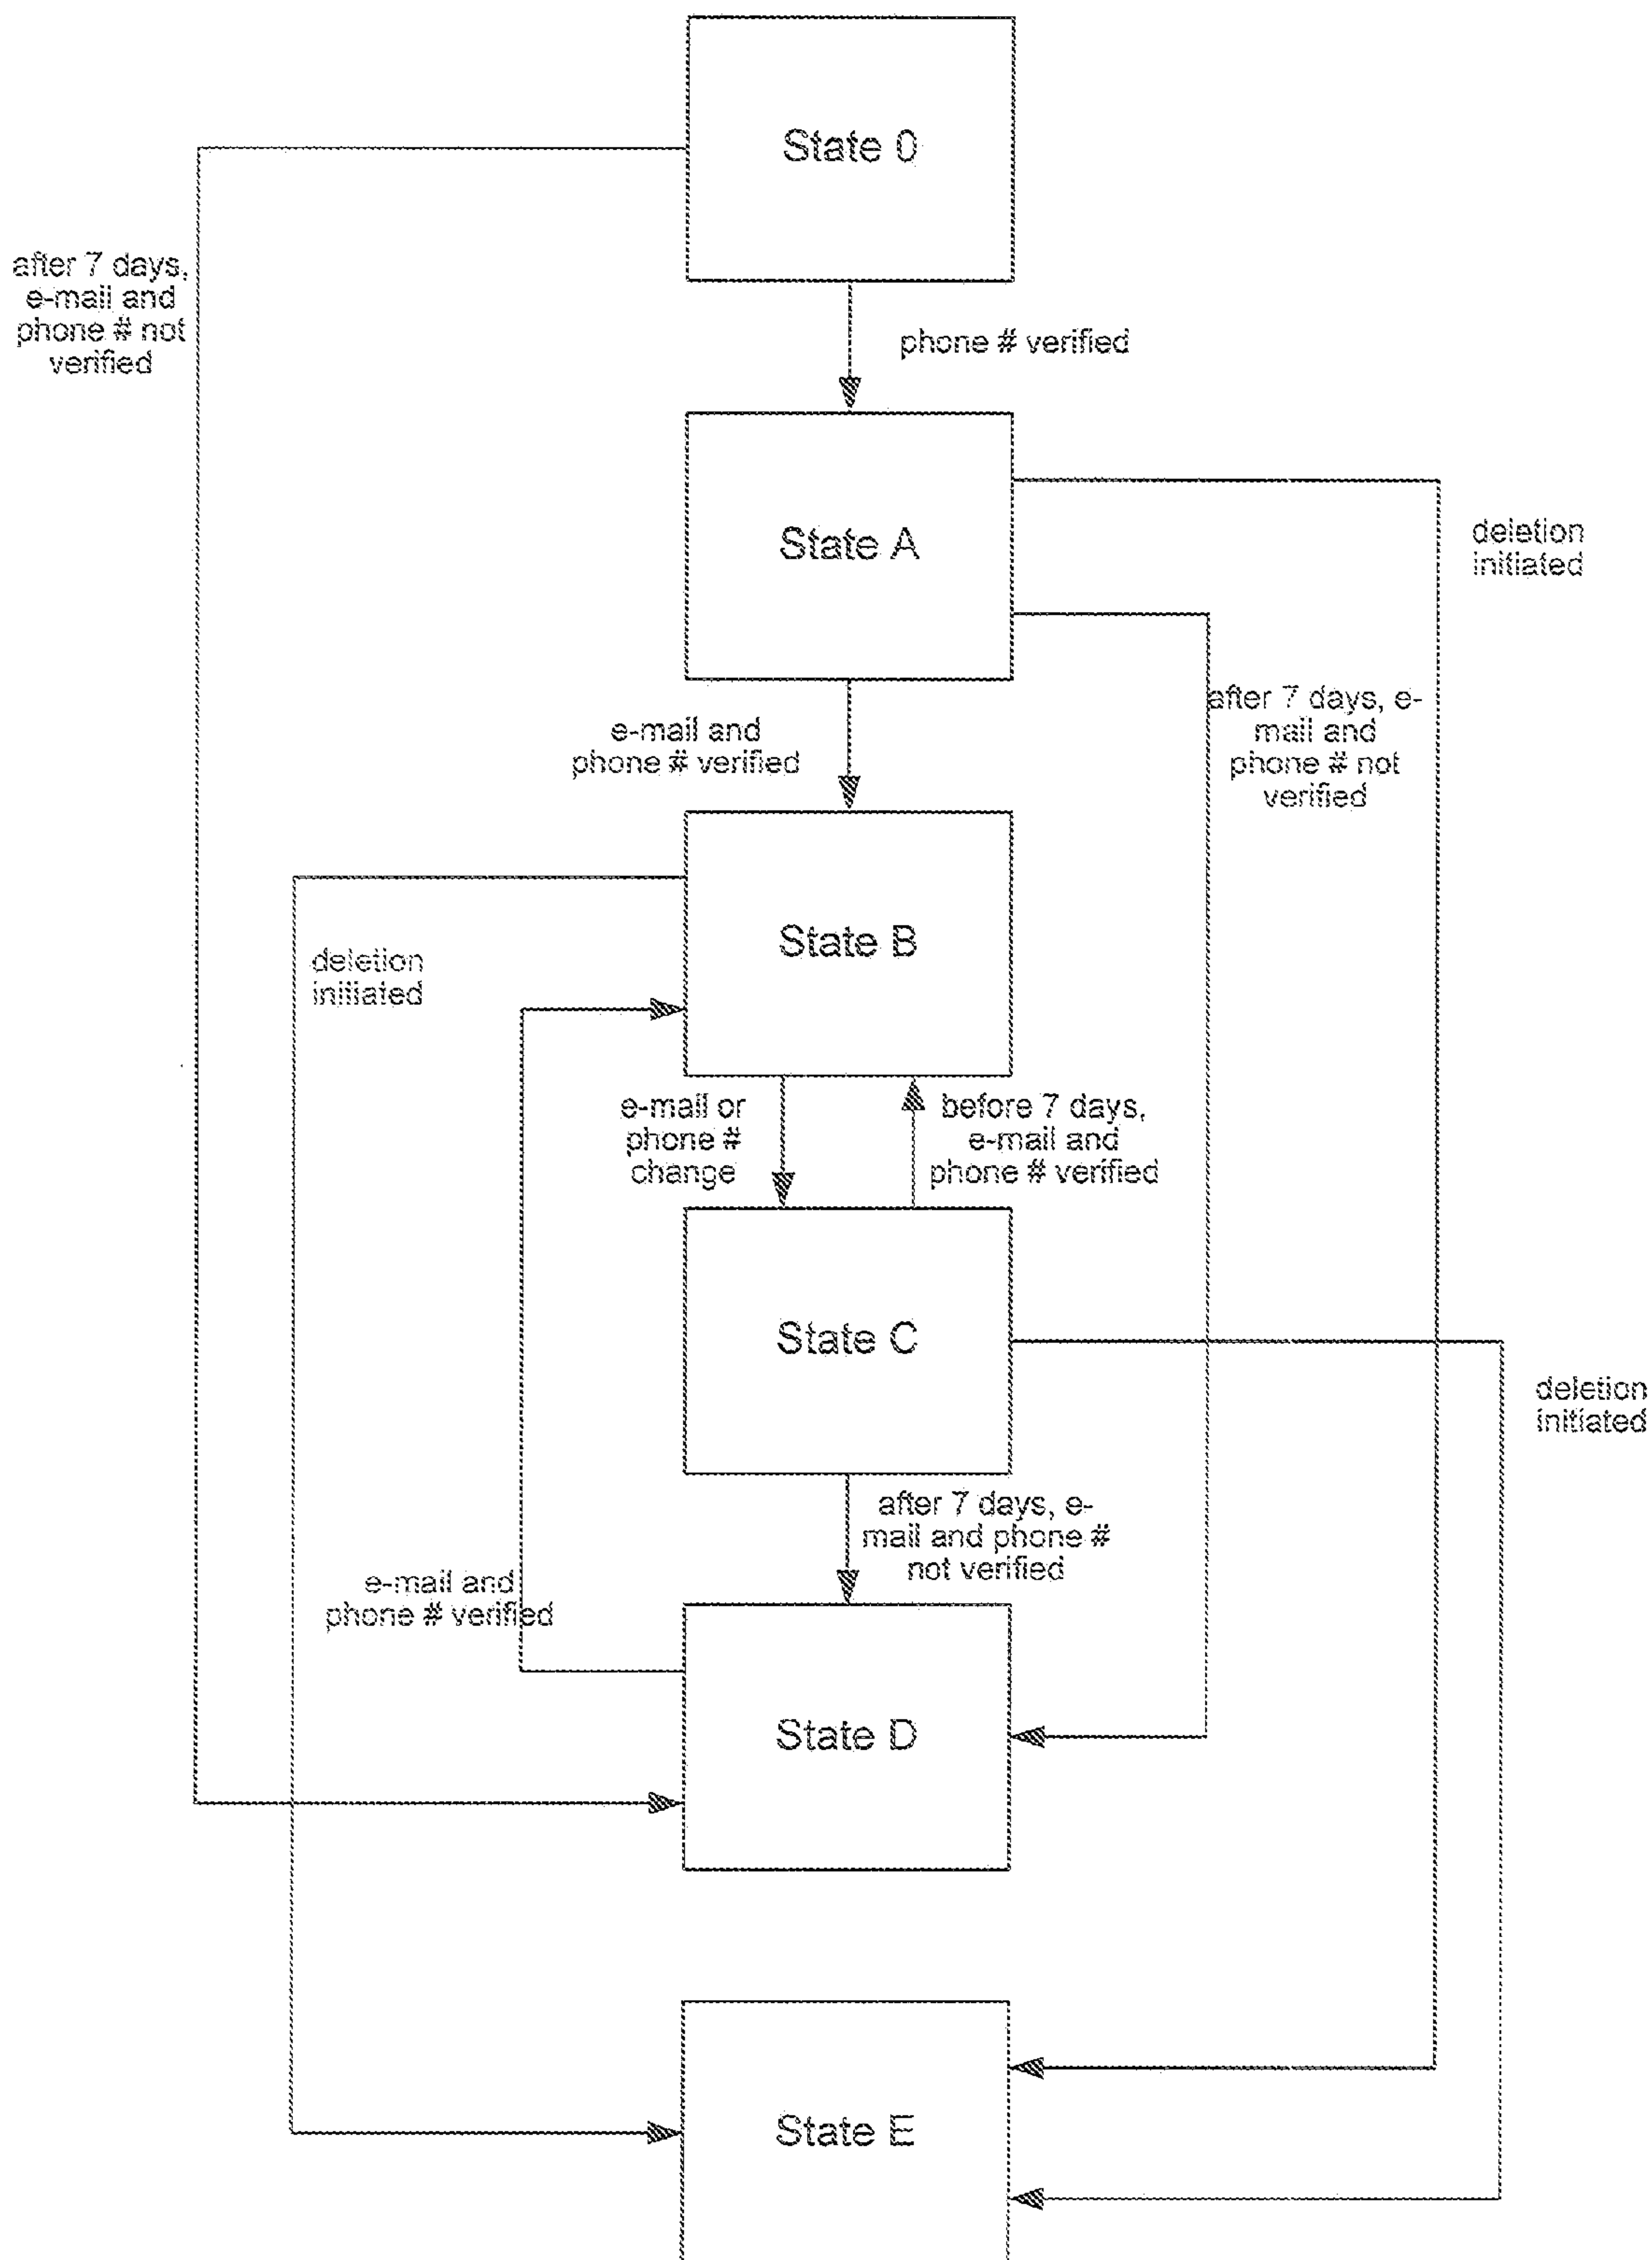 State 0
after 7 days,
e-mail and
phone # not
verified
phone # verified
State A
deletion
initiated
after 7 days, e-
mail and
phone # not
verified
e-mail and
phone # verified
State B
deletion
initiated
e-mail or
phone #
change
before 7 days,
e-mail and
phone # verified
State C
deletion
initiated
after 7 days, e-
mail and phone #
not verified
e-mail and
phone # verified
State D
State E